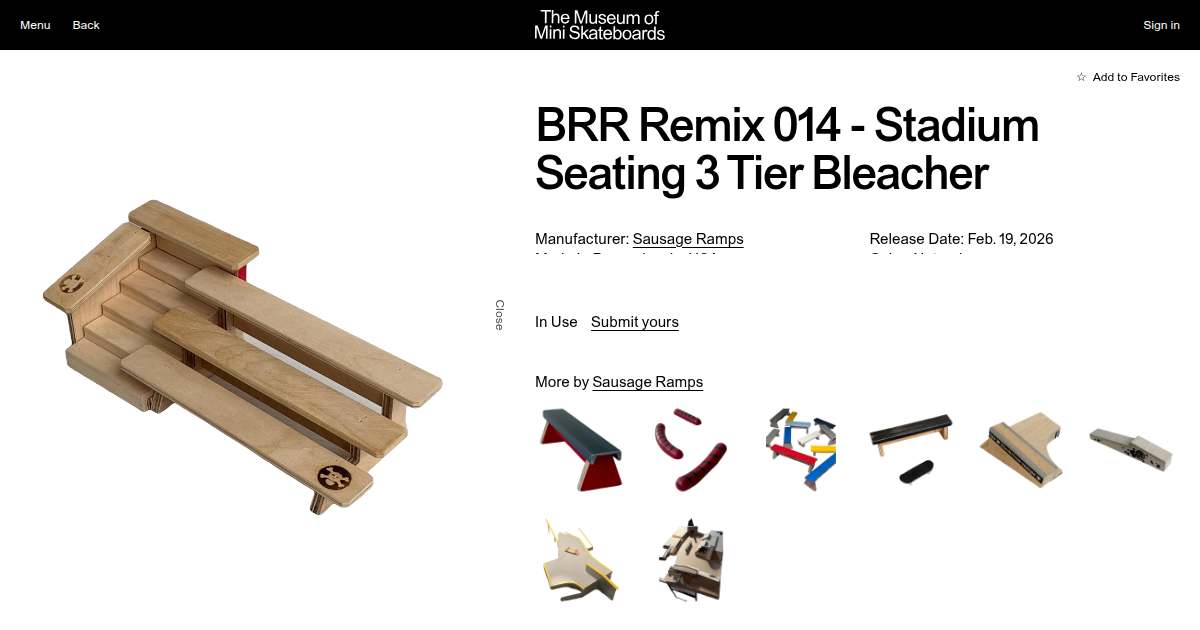 Menu
Back
The Museum of
Mini Skateboards
Sign in
☆ Add to Favorites
BRR Remix 014 - Stadium
Seating 3 Tier Bleacher
Manufacturer: Sausage Ramps
Release Date: Feb. 19, 2026
Close
In Use
Submit yours
More by Sausage Ramps